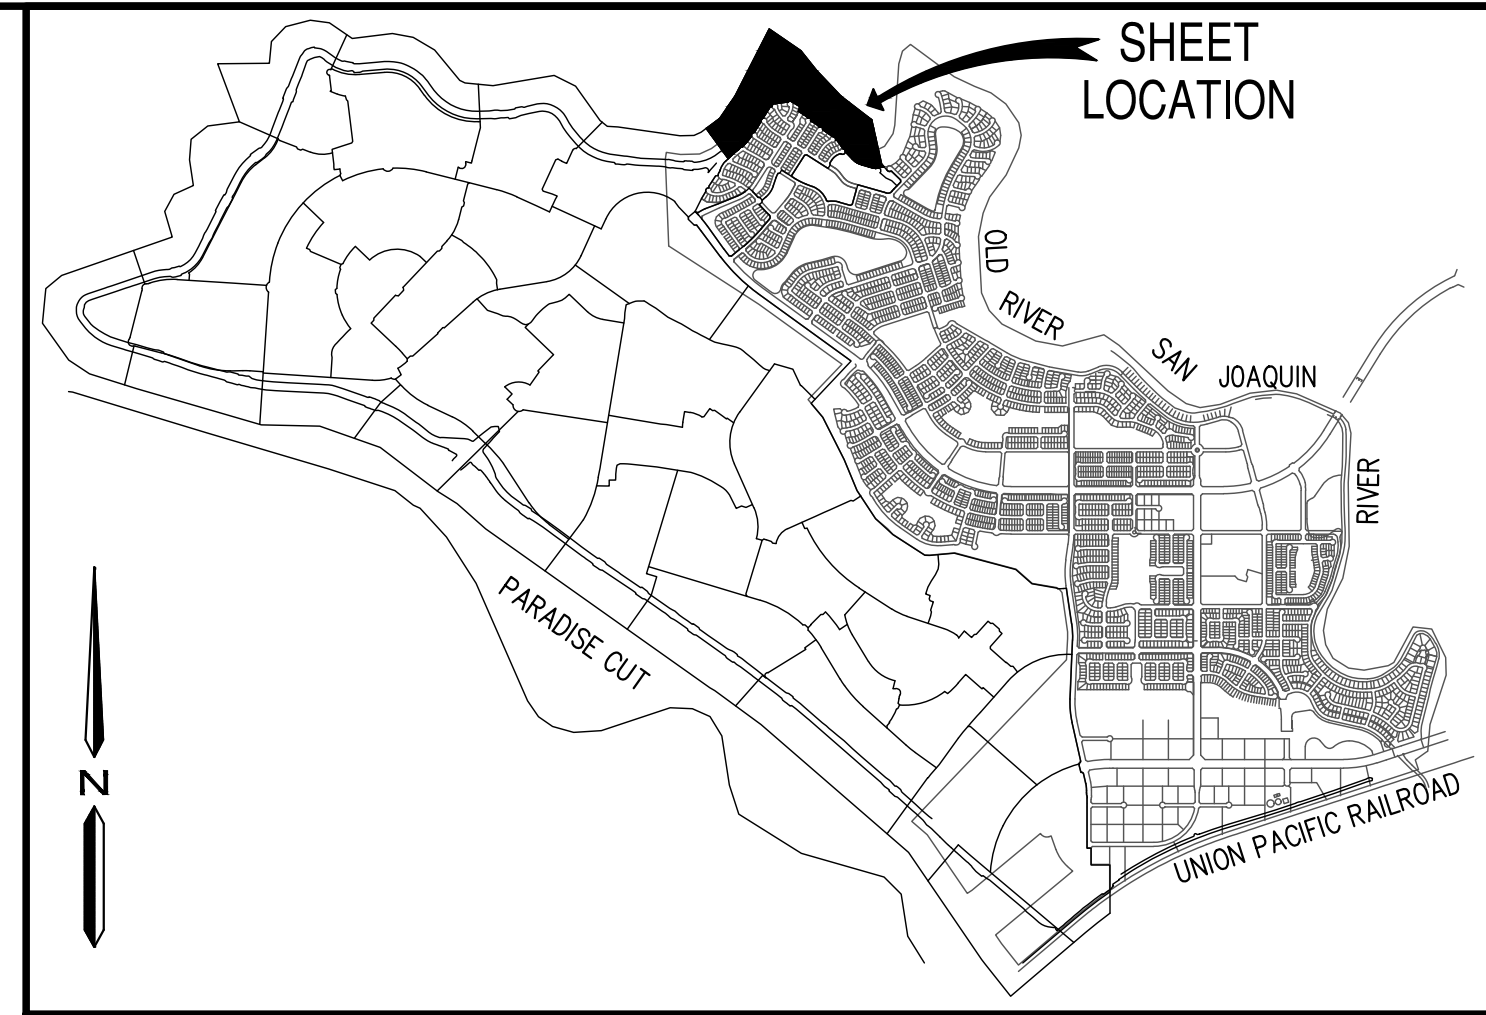 SHEET
LOCATION
OLD
RIVER
SAN
JOAQUIN
RIVER
PARADISE CUT
N
UNION PACIFIC RAILROAD